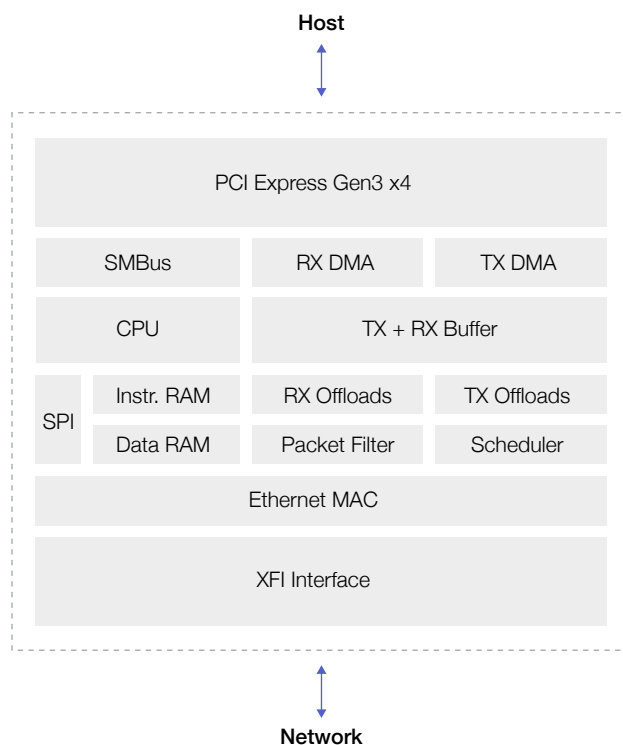 Host
PCI Express Gen3 x4
SMBus
RX DMA
TX DMA
CPU
TX + RX Buffer
SPI
Instr. RAM
RX Offloads
TX Offloads
Data RAM
Packet Filter
Scheduler
Ethernet MAC
XFI Interface
Network